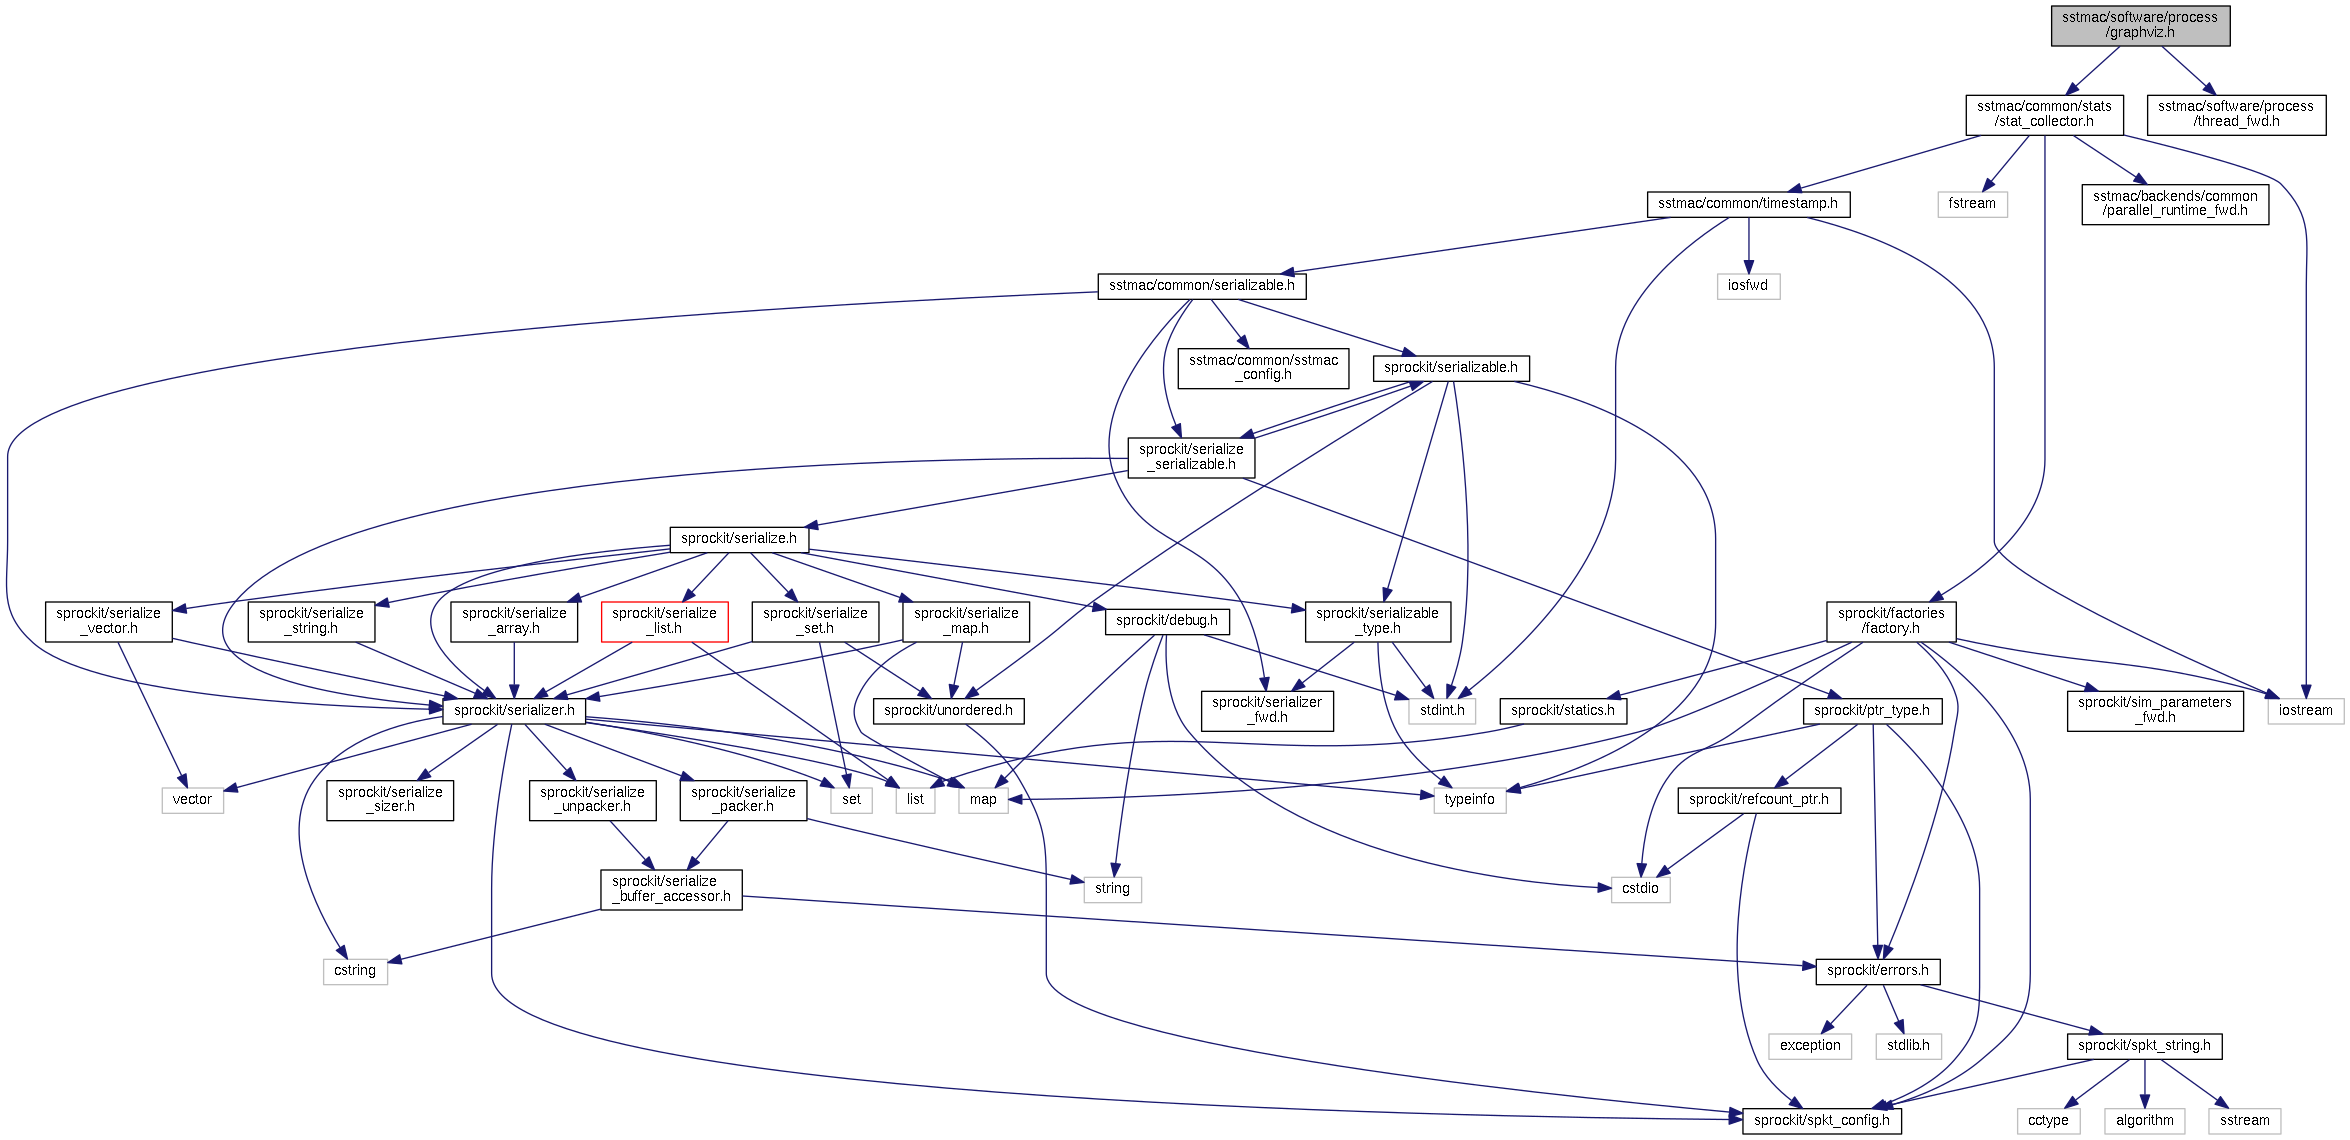 sstmac/software/process
/graphviz.h
sstmac/common/stats
/stat_collector.h
sstmac/software/process
/thread_fwd.h
sstmac/common/timestamp.h
fstream
sstmac/backends/common
/parallel_runtime_fwd.h
sstmac/common/serializable.h
iosfwd
sstmac/common/sstmac
_config.h
sprockit/serializable.h
sprockit/serialize
_serializable.h
sprockit/serialize.h
sprockit/serialize
_vector.h
sprockit/serialize
_string.h
sprockit/serialize
_array.h
sprockit/serialize
_list.h
sprockit/serialize
_set.h
sprockit/serialize
_map.h
sprockit/debug.h
sprockit/serializable
_type.h
sprockit/factories
/factory.h
sprockit/serializer.h
sprockit/unordered.h
sprockit/serializer
_fwd.h
stdint.h
sprockit/statics.h
sprockit/ptr_type.h
sprockit/sim_parameters
_fwd.h
iostream
vector
sprockit/serialize
_sizer.h
sprockit/serialize
_unpacker.h
sprockit/serialize
_packer.h
set
list
map
typeinfo
sprockit/refcount_ptr.h
sprockit/serialize
_buffer_accessor.h
string
cstdio
cstring
sprockit/errors.h
exception
stdlib.h
sprockit/spkt_string.h
sprockit/spkt_config.h
cctype
algorithm
sstream